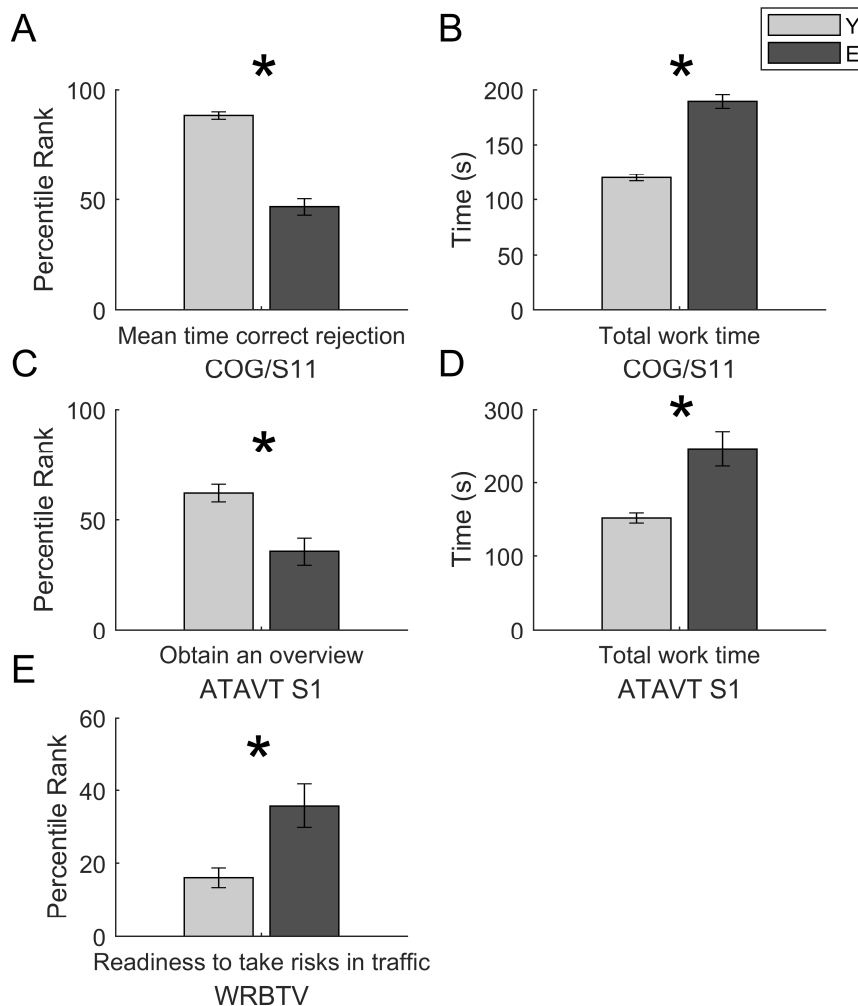 A
B
Y
E
*
*
100
50
0
Percentile Rank
Mean time correct rejection
COG/S11
200
150
100
50
0
Time (s)
Total work time
COG/S11
C
D
*
*
100
50
0
Percentile Rank
Obtain an overview
ATAVT S1
300
200
100
0
Time (s)
Total work time
ATAVT S1
E
*
60
40
20
0
Percentile Rank
Readiness to take risks in traffic
WRBTV